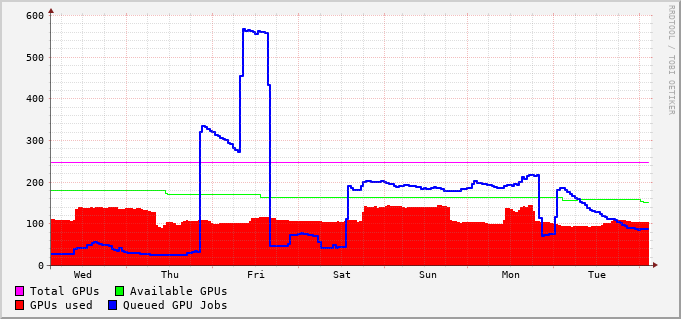 600
500
400
300
200
100
0
Wed Thu Fri Sat Sun Mon Tue
Total GPUs Available GPUs
GPUs used Queued GPU Jobs
RRDTOOL / TOBI OETIKER